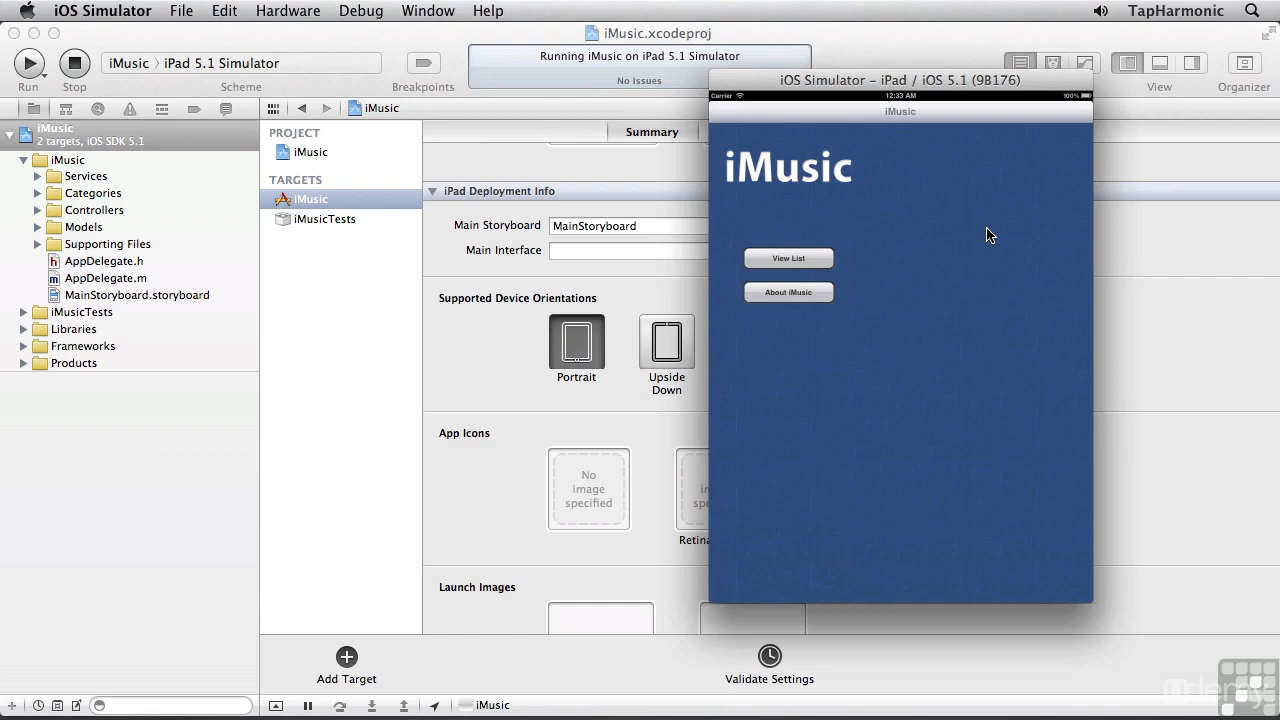 iOS Simulator File Edit Hardware Debug Window Help TapHarmonic
iMusic.xcodeproj
Run Stop
iMusic 〉 iPad 5.1 Simulator
Scheme
Breakpoints
Running iMusic on iPad 5.1 Simulator
No Issues
View
Organizer
iMusic
iMusic
2 targets, iOS SDK 5.1
iMusic
Services
Categories
Controllers
Models
Supporting Files
AppDelegate.h
AppDelegate.m
MainStoryboard.storyboard
iMusicTests
Libraries
Frameworks
Products
PROJECT
iMusic
TARGETS
iMusic
iMusicTests
Summary
iPad Deployment Info
Main Storyboard MainStoryboard
Main Interface
Supported Device Orientations
Portrait
Upside
Down
App Icons
No
image
specified
Launch Images
Add Target
Validate Settings
iMusic
iOS Simulator – iPad / iOS 5.1 (9B176)
Carrier 12:33 AM 100%
iMusic
iMusic
View List
About iMusic
udemy